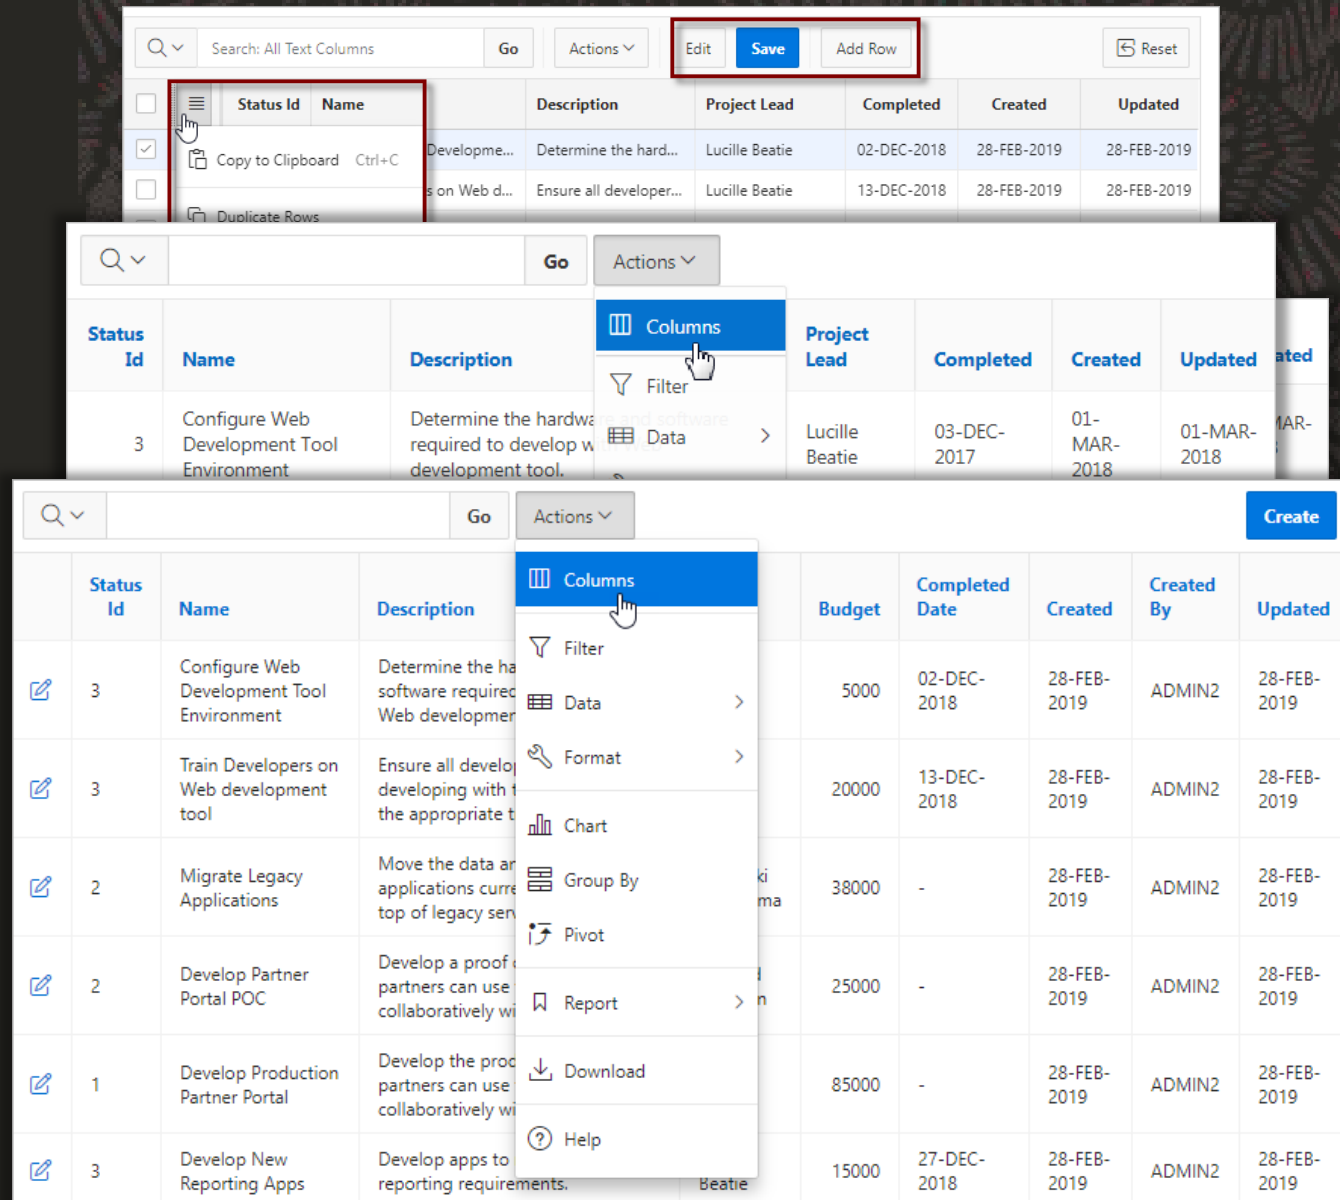 Search: All Text Columns Go Actions Edit Save Add Row Reset
Status Id Name Description Project Lead Completed Created Updated
Copy to Clipboard Ctrl+C
Developme... Determine the hard... Lucille Beatie 02-DEC-2018 28-FEB-2019 28-FEB-2019
s on Web d... Ensure all developer... Lucille Beatie 13-DEC-2018 28-FEB-2019 28-FEB-2019
Duplicate Rows
Go Actions
Columns
Status Project
Id Name Description Lead Completed Created Updated ated
Filter
Configure Web Determine the hardware and software 01-
Development Tool required to develop with Web
Environment development tool.
3
Data
Lucille 03-DEC- MAR- 01-MAR- MAR-
Beatie 2017 2018 2018
Go Actions Create
Columns
Status Completed Created
Id Name Description Budget Date Created By Updated
Filter
Data
Format
Chart
Group By
Pivot
Report
Download
Help
Configure Web Determine the ha 02-DEC- 28-FEB- 28-FEB-
3 Development Tool software required 5000 2018 2019 ADMIN2 2019
Environment Web developmen
Train Developers on Ensure all develop 13-DEC- 28-FEB- 28-FEB-
3 Web development developing with t 20000 2018 2019 ADMIN2 2019
tool the appropriate t
Migrate Legacy Move the data an ki 28-FEB- 28-FEB-
2 Applications applications curre ma 38000 - 2019 ADMIN2 2019
top of legacy serv
Develop Partner Develop a proof 28-FEB- 28-FEB-
2 Portal POC partners can use n 25000 - 2019 ADMIN2 2019
collaboratively wi
Develop Production Develop the prod 28-FEB- 28-FEB-
1 Partner Portal partners can use 85000 - 2019 ADMIN2 2019
collaboratively wi
Develop New Develop apps to 27-DEC- 28-FEB- 28-FEB-
3 Reporting Apps reporting requirements. Beatie 15000 2018 2019 ADMIN2 2019